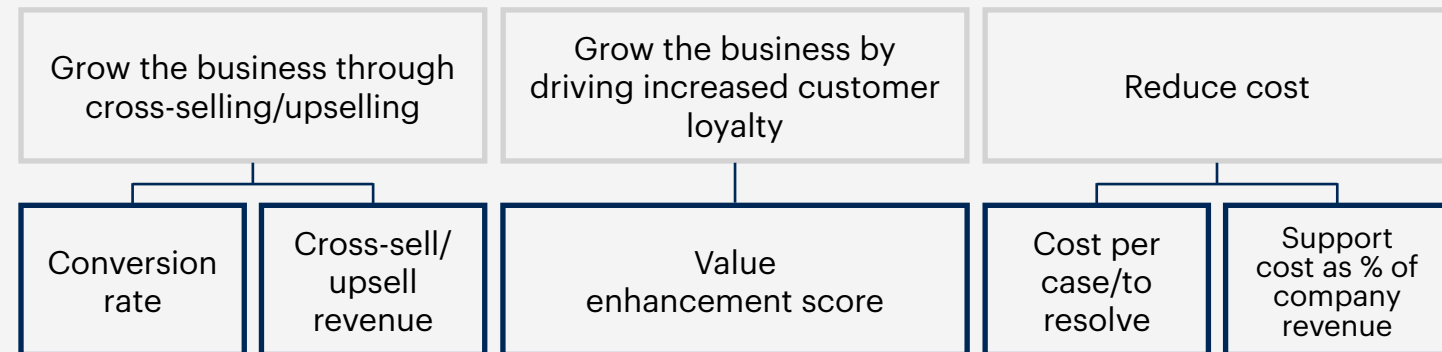 Grow the business through
cross-selling/upselling
Grow the business by
driving increased customer
loyalty
Reduce cost
Conversion
rate
Cross-sell/
upsell
revenue
Value
enhancement score
Cost per
case/to
resolve
Support
cost as % of
company
revenue